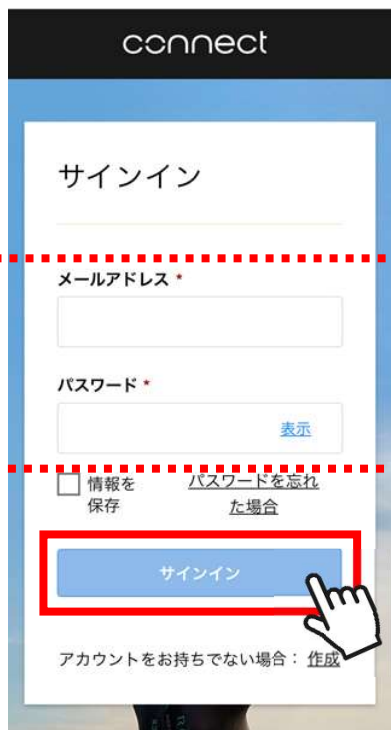 connect
サインイン
メールアドレス *
パスワード *
表示
情報を
保存
パスワードを忘れ
た場合
サインイン
アカウントをお持ちでない場合： 作成